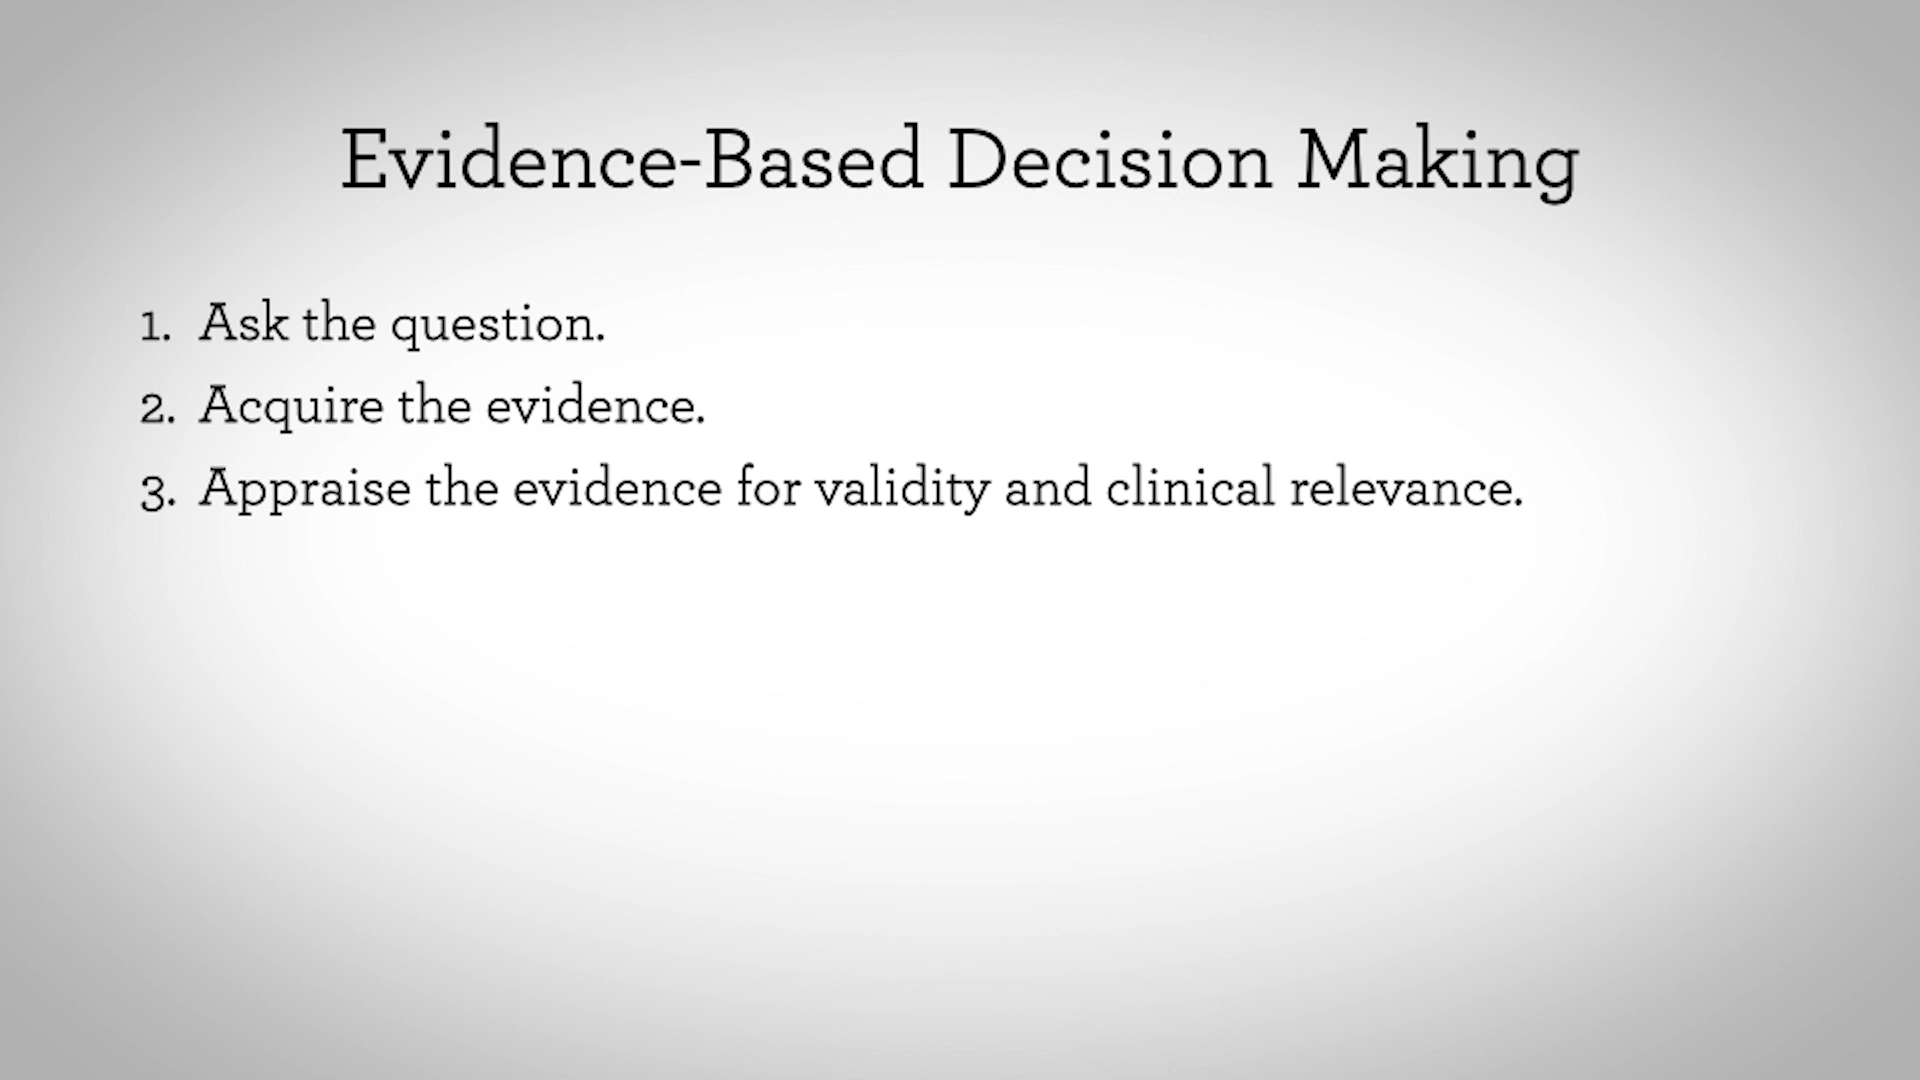 Evidence-Based Decision Making
1. Ask the question.
2. Acquire the evidence.
3. Appraise the evidence for validity and clinical relevance.